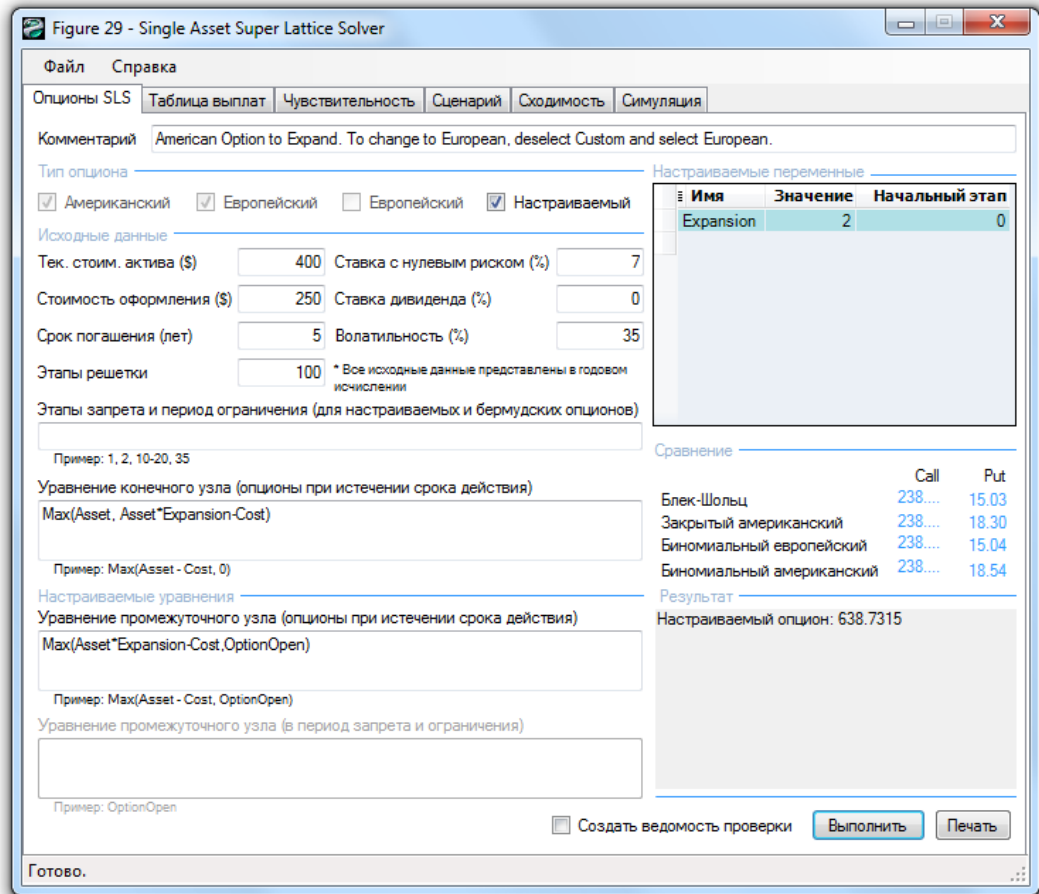 Figure 29 - Single Asset Super Lattice Solver
Файл Справка
Опционы SLS Таблица выплат Чувствительность Сценарий Сходимость Симуляция
Комментарий American Option to Expand. To change to European, deselect Custom and select European.
Тип опциона
Американский Европейский Европейский Настраиваемый
Исходные данные
Тек. стоим. актива ($) 400 Ставка с нулевым риском (%) 7
Стоимость оформления ($) 250 Ставка дивиденда (%) 0
Срок погашения (лет) 5 Волатильность (%) 35
Этапы решетки 100 * Все исходные данные представлены в годовом
исчислении
Этапы запрета и период ограничения (для настраиваемых и бермудских опционов)
Пример: 1, 2, 10-20, 35
Уравнение конечного узла (опционы при истечении срока действия)
Max(Asset, Asset*Expansion-Cost)
Пример: Max(Asset - Cost, 0)
Настраиваемые уравнения
Уравнение промежуточного узла (опционы при истечении срока действия)
Max(Asset*Expansion-Cost,OptionOpen)
Пример: Max(Asset - Cost, OptionOpen)
Уравнение промежуточного узла (в период запрета и ограничения)
Пример: OptionOpen
Настраиваемые переменные
Имя Значение Начальный этап
Expansion 2 0
Сравнение
Call Put
Блек-Шольц 238.... 15.03
Закрытый американский 238.... 18.30
Биномиальный европейский 238.... 15.04
Биномиальный американский 238.... 18.54
Результат
Настраиваемый опцион: 638.7315
Создать ведомость проверки Выполнить Печать
Готово.